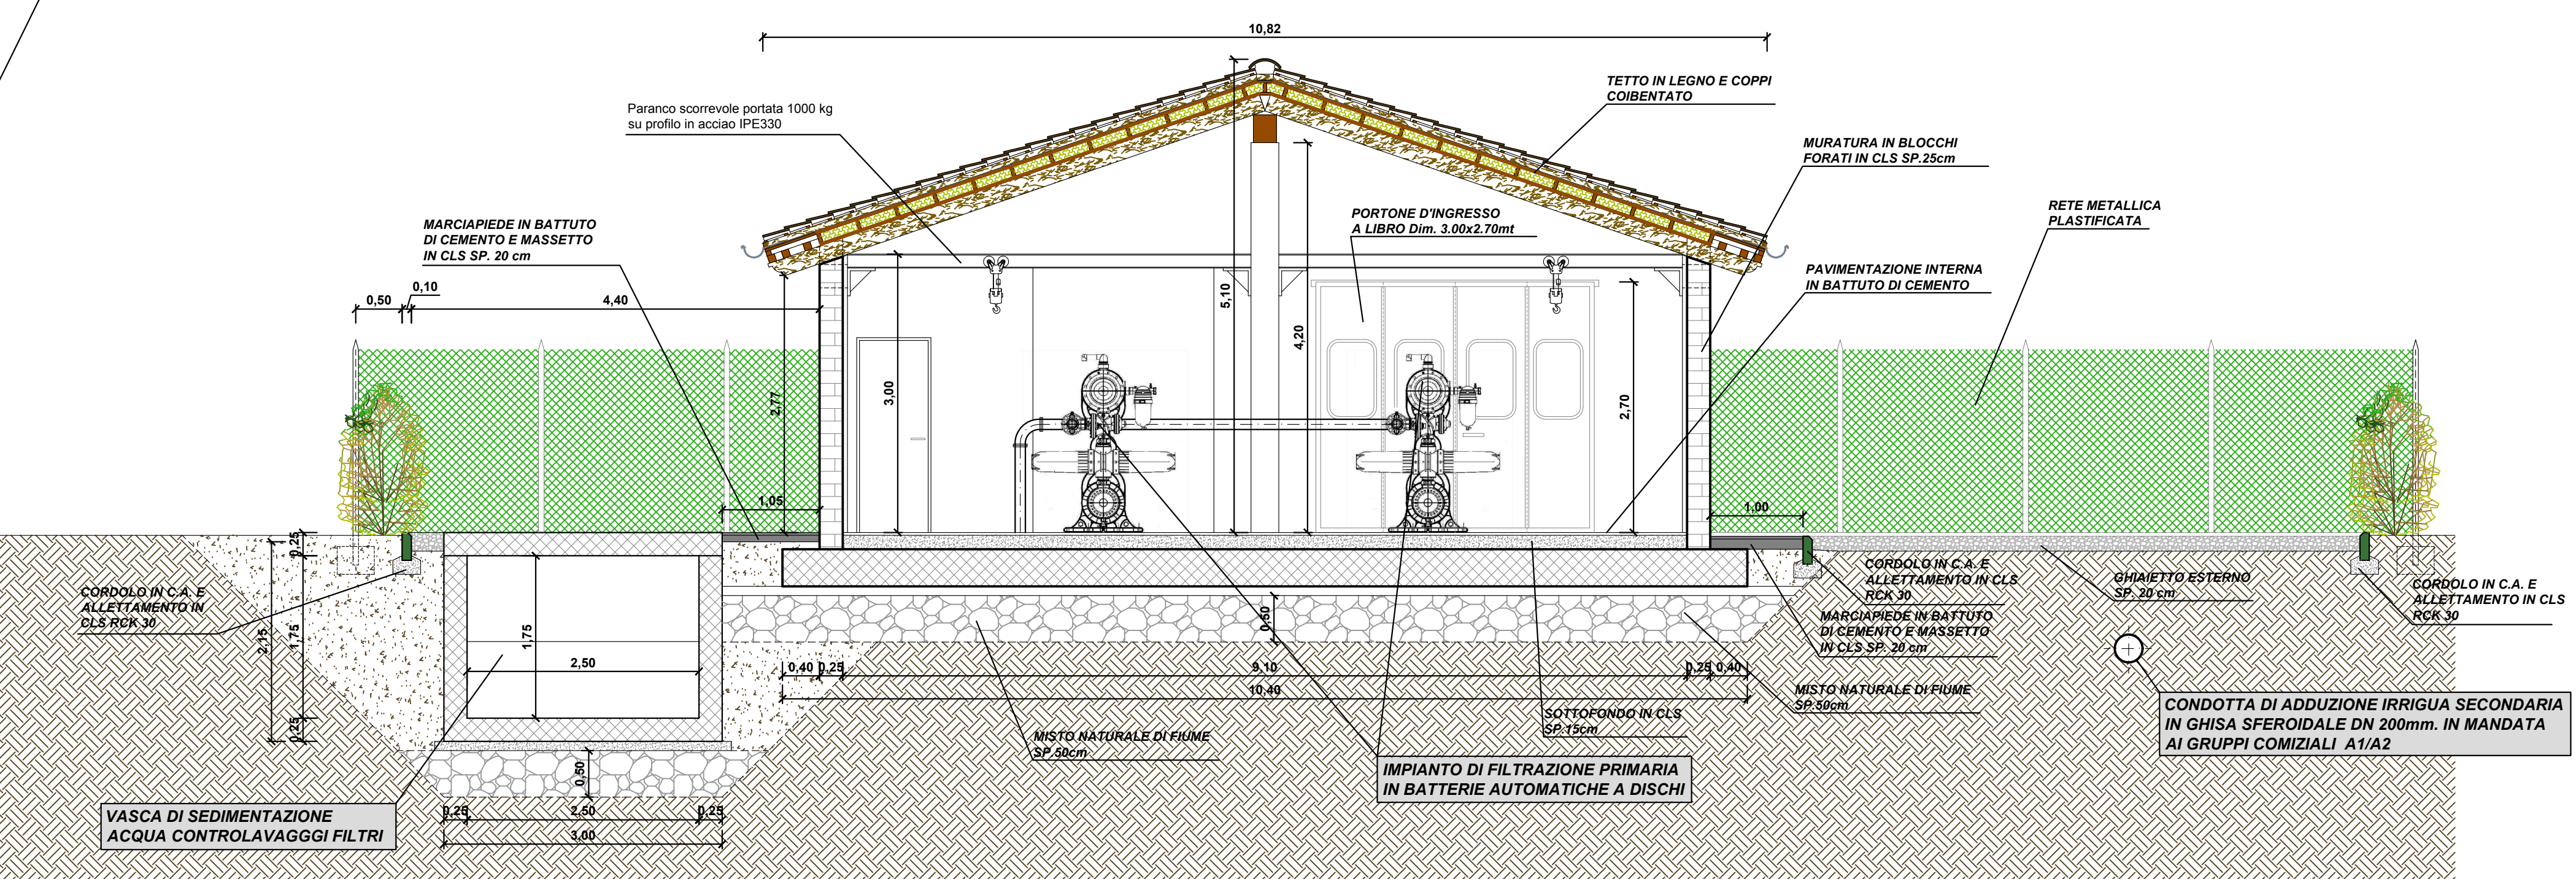 10,82
TETTO IN LEGNO E COPPI
COIBENTATO
Paranco scorrevole portata 1000 kg
su profilo in acciao IPE330
MURATURA IN BLOCCHI
FORATI IN CLS SP.25cm
RETE METALLICA
PLASTIFICATA
MARCIAPIEDE IN BATTUTO
DI CEMENTO E MASSETTO
IN CLS SP. 20 cm
PORTONE D'INGRESSO
A LIBRO Dim. 3.00x2.70mt
PAVIMENTAZIONE INTERNA
IN BATTUTO DI CEMENTO
0,50
0,10
4,40
5,10
4,20
3,00
2,77
2,70
1,05
1,00
0,25
CORDOLO IN C.A. E
ALLETTAMENTO IN
CLS RCK 30
2,15
1,75
0,25
1,75
2,50
0,50
CORDOLO IN C.A. E
ALLETTAMENTO IN CLS
RCK 30
GHIAIETTO ESTERNO
SP. 20 cm
CORDOLO IN C.A. E
ALLETTAMENTO IN CLS
RCK 30
MARCIAPIEDE IN BATTUTO
DI CEMENTO E MASSETTO
IN CLS SP. 20 cm
0,40
0,25
9,10
0,25
0,40
10,40
MISTO NATURALE DI FIUME
SP.50cm
SOTTOFONDO IN CLS
SP.15cm
MISTO NATURALE DI FIUME
SP.50cm
CONDOTTA DI ADDUZIONE IRRIGUA SECONDARIA
IN GHISA SFEROIDALE DN 200mm. IN MANDATA
AI GRUPPI COMIZIALI A1/A2
IMPIANTO DI FILTRAZIONE PRIMARIA
IN BATTERIE AUTOMATICHE A DISCHI
0,50
VASCA DI SEDIMENTAZIONE
ACQUA CONTROLAVAGGGI FILTRI
0,25
2,50
0,25
3,00